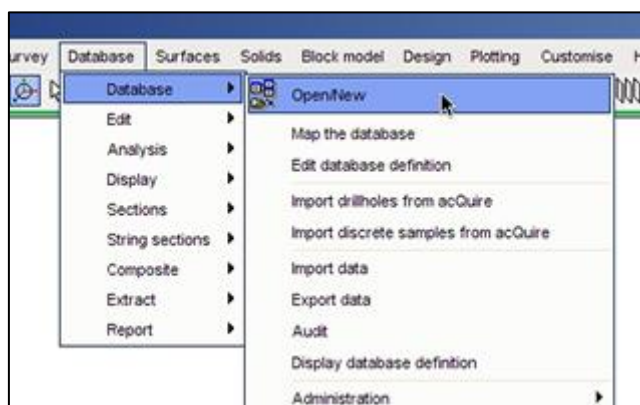 urvey Database Surfaces Solids Block model Design Plotting Customise H
Database
Edit
Analysis
Display
Sections
String sections
Composite
Extract
Report
Open/New
Map the database
Edit database definition
Import drillholes from acQuire
Import discrete samples from acQuire
Import data
Export data
Audit
Display database definition
Administration